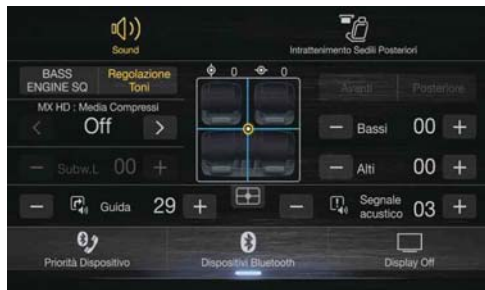 Sound
Intrattenimento Sedili Posteriori
BASS
ENGINE SQ
Regolazione
Toni
0
0
Avanti
Posteriore
MX HD : Media Compressi
< Off >
− Bassi 00 +
− Subw.L 00 +
− Alti 00 +
− Guida 29 +
− Segnale
acustico 03 +
Priorità Dispositivo
Dispositivi Bluetooth
Display Off